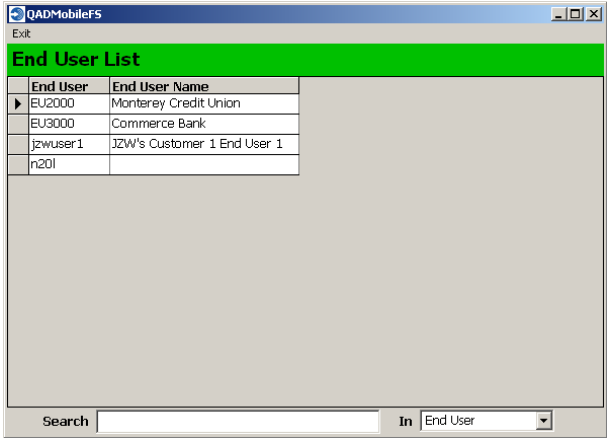 QADMobileFS
Exit
End User List
End User End User Name
EU2000 Monterey Credit Union
EU3000 Commerce Bank
jzwuser1 JZW's Customer 1 End User 1
n20l
Search In End User